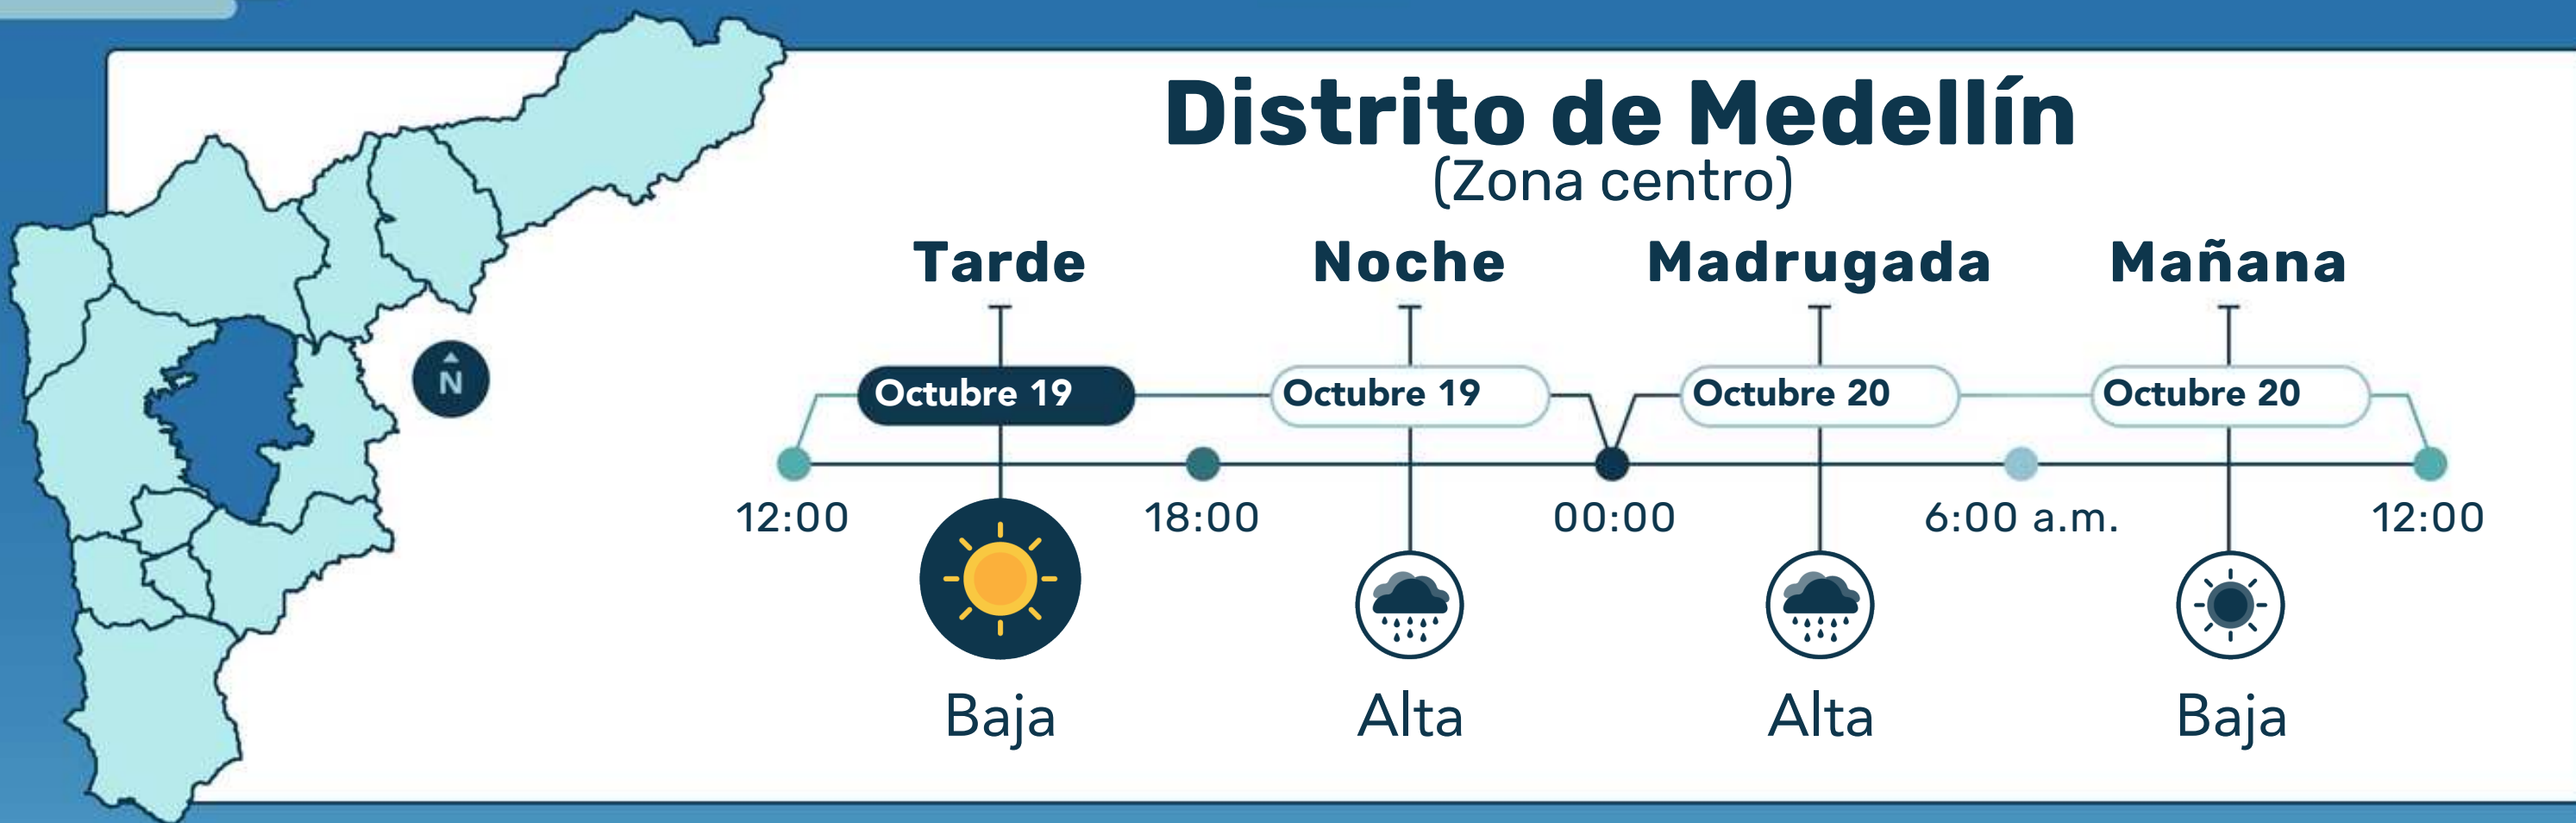 Distrito de Medellín
(Zona centro)
Tarde Noche Madrugada Mañana
Octubre 19 Octubre 19 Octubre 20 Octubre 20
N
12:00 18:00 00:00 6:00 a.m. 12:00
Baja Alta Alta Baja